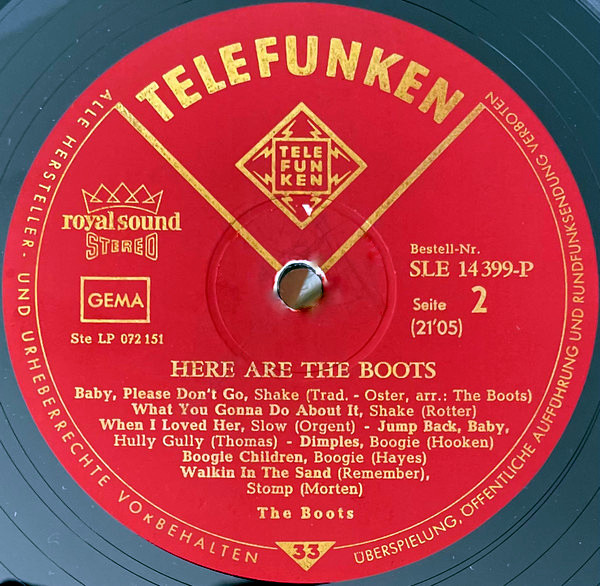 TELEFUNKEN
TELE
FUN
KEN
royal sound
STEREO
GEMA
Ste LP 072 151
Bestell-Nr.
SLE 14 399-P
Seite 2
(21'05)
HERE ARE THE BOOTS
Baby, Please Don't Go, Shake (Trad. - Oster, arr.: The Boots)
What You Gonna Do About It, Shake (Rotter)
When I Loved Her, Slow (Orgent) - Jump Back, Baby,
Hully Gully (Thomas) - Dimples, Boogie (Hooken)
Boogie Children, Boogie (Hayes)
Walkin In The Sand (Remember),
Stomp (Morten)
The Boots
33
ALLE HERSTELLER- UND URHEBERRECHTE VORBEHALTEN
ÜBERSPIELUNG, ÖFFENTLICHE AUFFÜHRUNG UND RUNDFUNKSENDUNG VERBOTEN